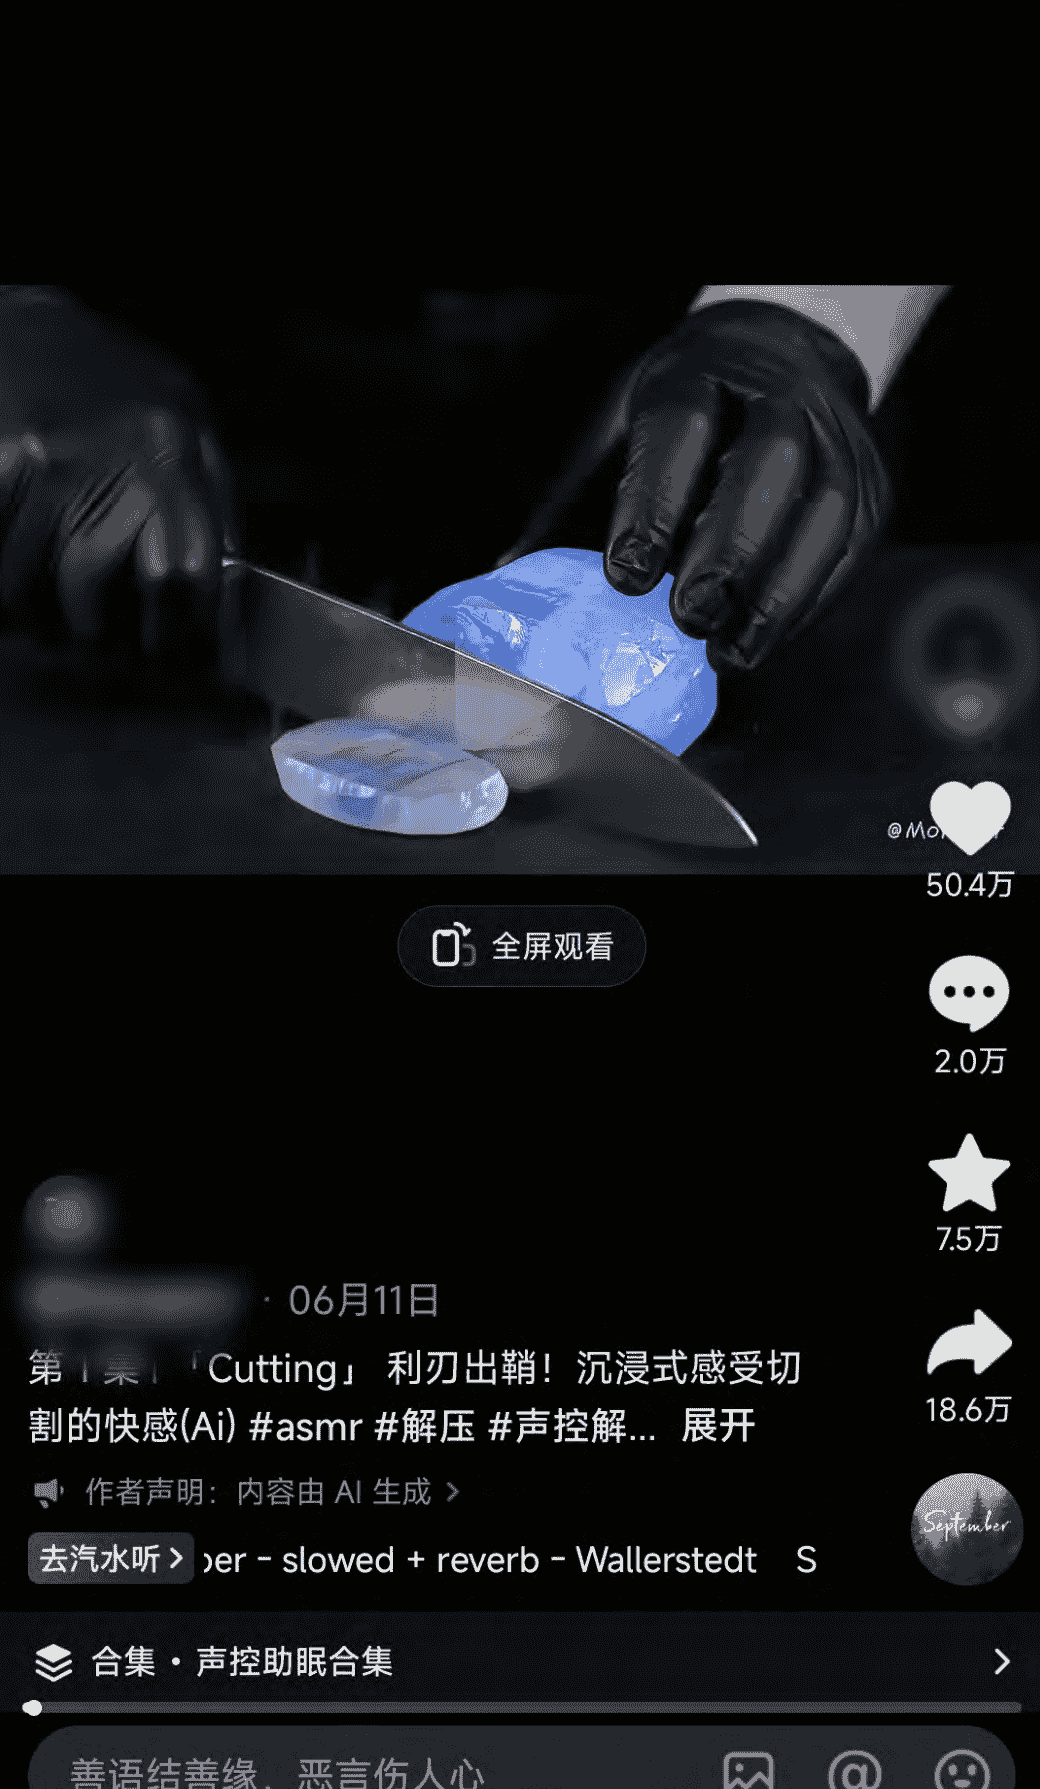 50.4万
全屏观看
2.0万
7.5万
· 06月11日
18.6万
第 集 「Cutting」 利刃出鞘！沉浸式感受切
割的快感(Ai) #asmr #解压 #声控解... 展开
作者声明：内容由 AI 生成 >
September
去汽水听 > ber - slowed + reverb - Wallerstedt S
合集 • 声控助眠合集
善语结善缘，恶言伤人心